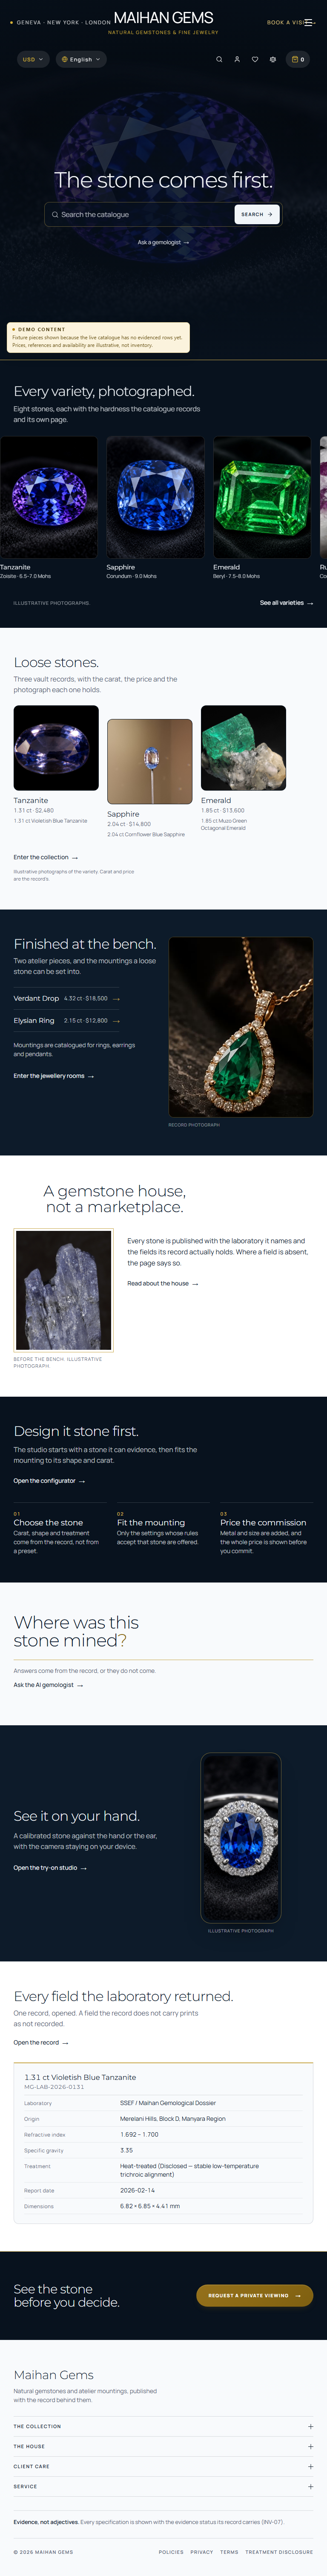 GENEVA · NEW YORK · LONDON
MAIHAN GEMS
NATURAL GEMSTONES & FINE JEWELRY
BOOK A VISIT
USD
English
0
The stone comes first.
Search the catalogue
SEARCH →
Ask a gemologist →
DEMO CONTENT
Fixture pieces shown because the live catalogue has no evidenced rows yet.
Prices, references and availability are illustrative, not inventory.
Every variety, photographed.
Eight stones, each with the hardness the catalogue records
and its own page.
Tanzanite
Zoisite · 6.5–7.0 Mohs
Sapphire
Corundum · 9.0 Mohs
Emerald
Beryl · 7.5–8.0 Mohs
Ru
Co
ILLUSTRATIVE PHOTOGRAPHS.
See all varieties →
Loose stones.
Three vault records, with the carat, the price and the
photograph each one holds.
Tanzanite
1.31 ct · $2,480
1.31 ct Violetish Blue Tanzanite
Sapphire
2.04 ct · $14,800
2.04 ct Cornflower Blue Sapphire
Emerald
1.85 ct · $13,600
1.85 ct Muzo Green
Octagonal Emerald
Enter the collection →
Illustrative photographs of the variety. Carat and price
are the record's.
Finished at the bench.
Two atelier pieces, and the mountings a loose
stone can be set into.
Verdant Drop 4.32 ct · $18,500 →
Elysian Ring 2.15 ct · $12,800 →
Mountings are catalogued for rings, earrings
and pendants.
Enter the jewellery rooms →
RECORD PHOTOGRAPH
A gemstone house,
not a marketplace.
Every stone is published with the laboratory it names and
the fields its record actually holds. Where a field is absent,
the page says so.
Read about the house →
BEFORE THE BENCH. ILLUSTRATIVE
PHOTOGRAPH.
Design it stone first.
The studio starts with a stone it can evidence, then fits the
mounting to its shape and carat.
Open the configurator →
01
Choose the stone
Carat, shape and treatment
come from the record, not from
a preset.
02
Fit the mounting
Only the settings whose rules
accept that stone are offered.
03
Price the commission
Metal and size are added, and
the whole price is shown before
you commit.
Where was this
stone mined?
Answers come from the record, or they do not come.
Ask the AI gemologist →
See it on your hand.
A calibrated stone against the hand or the ear,
with the camera staying on your device.
Open the try-on studio →
ILLUSTRATIVE PHOTOGRAPH
Every field the laboratory returned.
One record, opened. A field the record does not carry prints
as not recorded.
Open the record →
1.31 ct Violetish Blue Tanzanite
MG-LAB-2026-0131
Laboratory SSEF / Maihan Gemological Dossier
Origin Merelani Hills, Block D, Manyara Region
Refractive index 1.692 – 1.700
Specific gravity 3.35
Treatment Heat-treated (Disclosed — stable low-temperature
trichroic alignment)
Report date 2026-02-14
Dimensions 6.82 × 6.85 × 4.41 mm
See the stone
before you decide.
REQUEST A PRIVATE VIEWING →
Maihan Gems
Natural gemstones and atelier mountings, published
with the record behind them.
THE COLLECTION
THE HOUSE
CLIENT CARE
SERVICE
Evidence, not adjectives. Every specification is shown with the evidence status its record carries (INV-07).
© 2026 MAIHAN GEMS
POLICIES PRIVACY TERMS TREATMENT DISCLOSURE